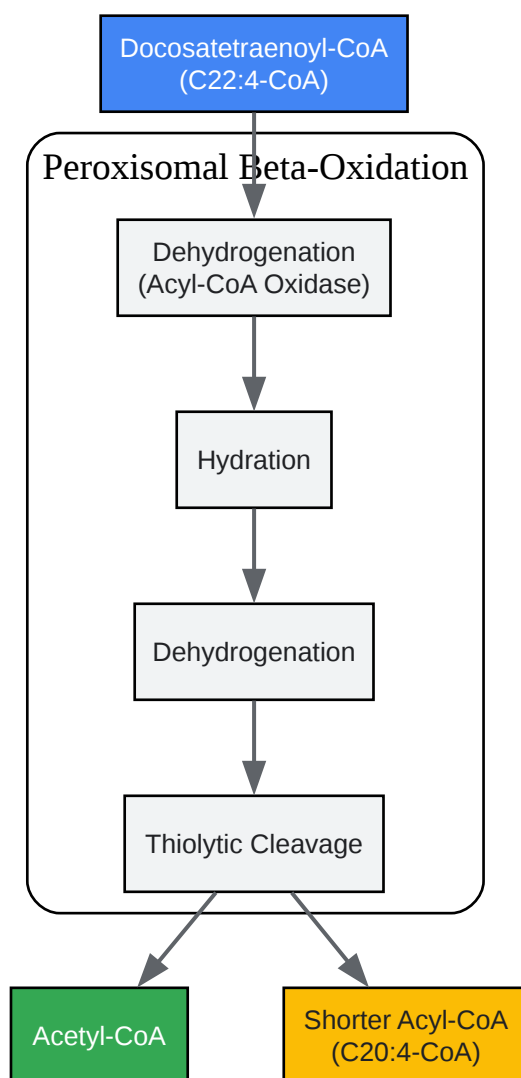 Docosatetraenoyl-CoA
(C22:4-CoA)
Peroxisomal Beta-Oxidation
Dehydrogenation
(Acyl-CoA Oxidase)
Hydration
Dehydrogenation
Thiolytic Cleavage
Acetyl-CoA
Shorter Acyl-CoA
(C20:4-CoA)